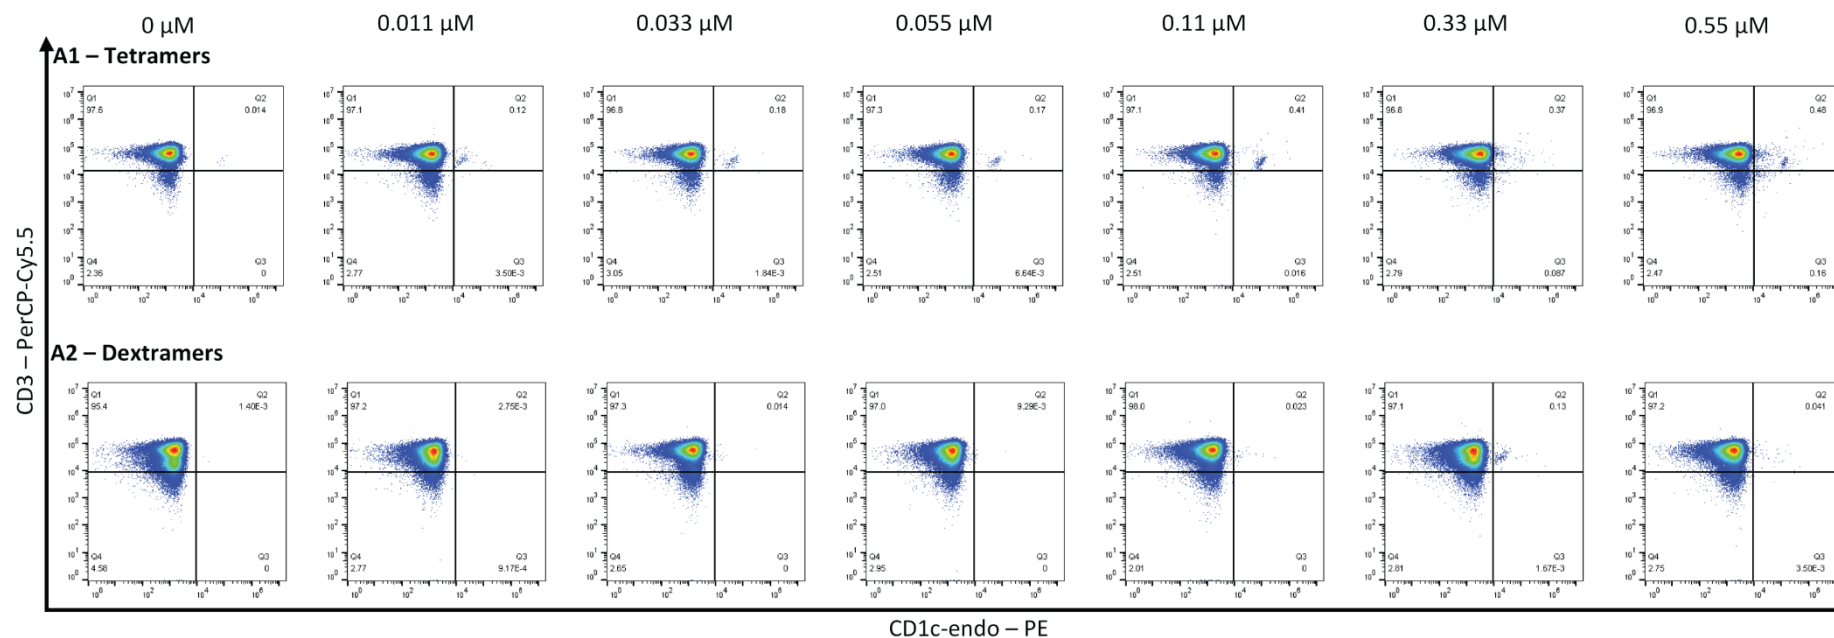 0 µM 0.011 µM 0.033 µM 0.055 µM 0.11 µM 0.33 µM 0.55 µM
A1 – Tetramers
Q1 97.6 Q2 0.014 Q4 2.36 Q3 0
Q1 97.1 Q2 0.12 Q4 2.77 Q3 3.50E-3
Q1 96.8 Q2 0.18 Q4 3.05 Q3 1.84E-3
Q1 97.3 Q2 0.17 Q4 2.51 Q3 6.64E-3
Q1 97.1 Q2 0.41 Q4 2.51 Q3 0.016
Q1 96.8 Q2 0.37 Q4 2.79 Q3 0.087
Q1 96.9 Q2 0.48 Q4 2.47 Q3 0.16
A2 – Dextramers
Q1 95.4 Q2 1.40E-3 Q4 4.58 Q3 0
Q1 97.2 Q2 2.75E-3 Q4 2.77 Q3 9.17E-4
Q1 97.3 Q2 0.014 Q4 2.65 Q3 0
Q1 97.0 Q2 9.29E-3 Q4 2.95 Q3 0
Q1 98.0 Q2 0.023 Q4 2.01 Q3 0
Q1 97.1 Q2 0.13 Q4 2.81 Q3 1.67E-3
Q1 97.2 Q2 0.041 Q4 2.75 Q3 3.50E-3
CD3 – PerCP-Cy5.5
CD1c-endo – PE